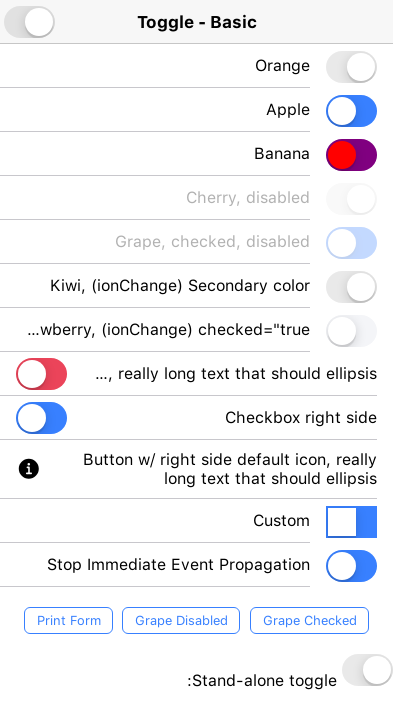 Toggle - Basic
Orange
Apple
Banana
Cherry, disabled
Grape, checked, disabled
Kiwi, (ionChange) Secondary color
...wberry, (ionChange) checked="true
..., really long text that should ellipsis
Checkbox right side
Button w/ right side default icon, really
long text that should ellipsis
Custom
Stop Immediate Event Propagation
Print Form Grape Disabled Grape Checked
:Stand-alone toggle